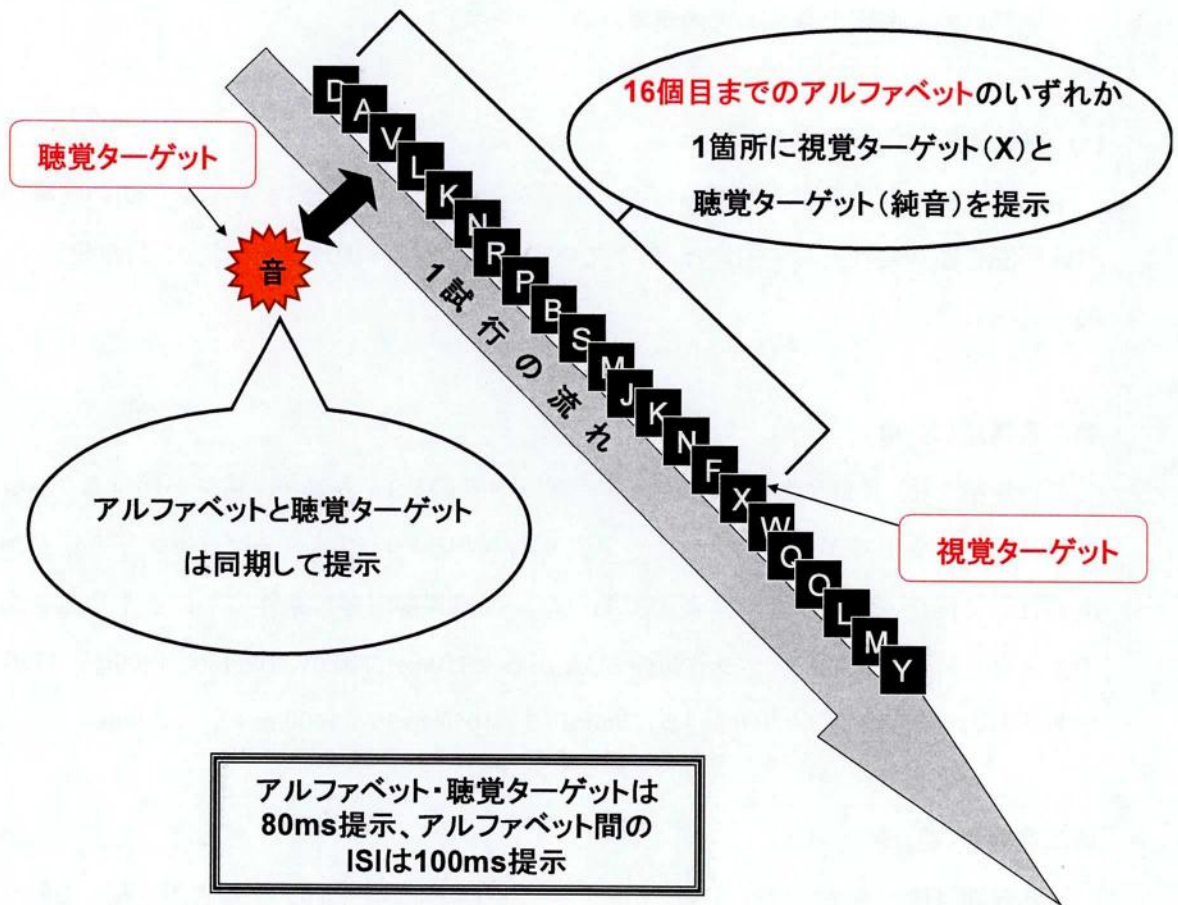 D
A
V
L
K
N
R
P
B
S
M
J
K
N
F
X
W
Q
O
L
M
Y
16個目までのアルファベットのいずれか
1箇所に視覚ターゲット(X)と
聴覚ターゲット(純音)を提示
聴覚ターゲット
音
1試行の流れ
アルファベットと聴覚ターゲット
は同期して提示
視覚ターゲット
アルファベット・聴覚ターゲットは
80ms提示、アルファベット間の
ISIは100ms提示